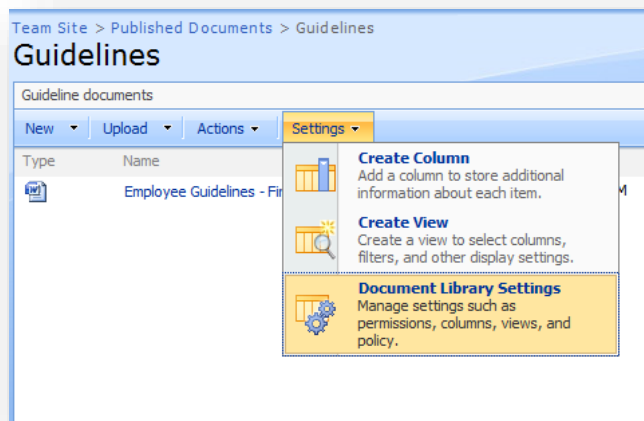 Team Site > Published Documents > Guidelines
Guidelines
Guideline documents
New Upload Actions Settings
Type Name
Employee Guidelines - M
Create Column
Add a column to store additional
information about each item.
Create View
Create a view to select columns,
filters, and other display settings.
Document Library Settings
Manage settings such as
permissions, columns, views, and
policy.